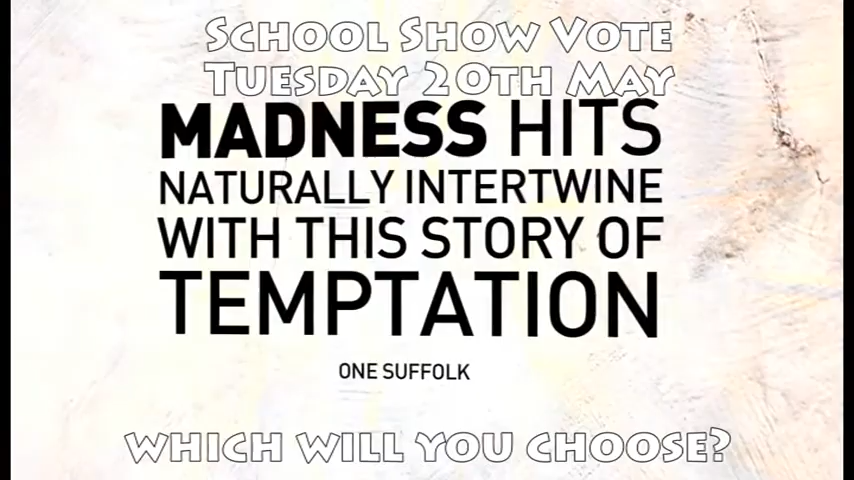 School Show Vote
Tuesday 20th May
MADNESS HITS
NATURALLY INTERTWINE
WITH THIS STORY OF
TEMPTATION
ONE SUFFOLK
WHICH WILL YOU CHOOSE?